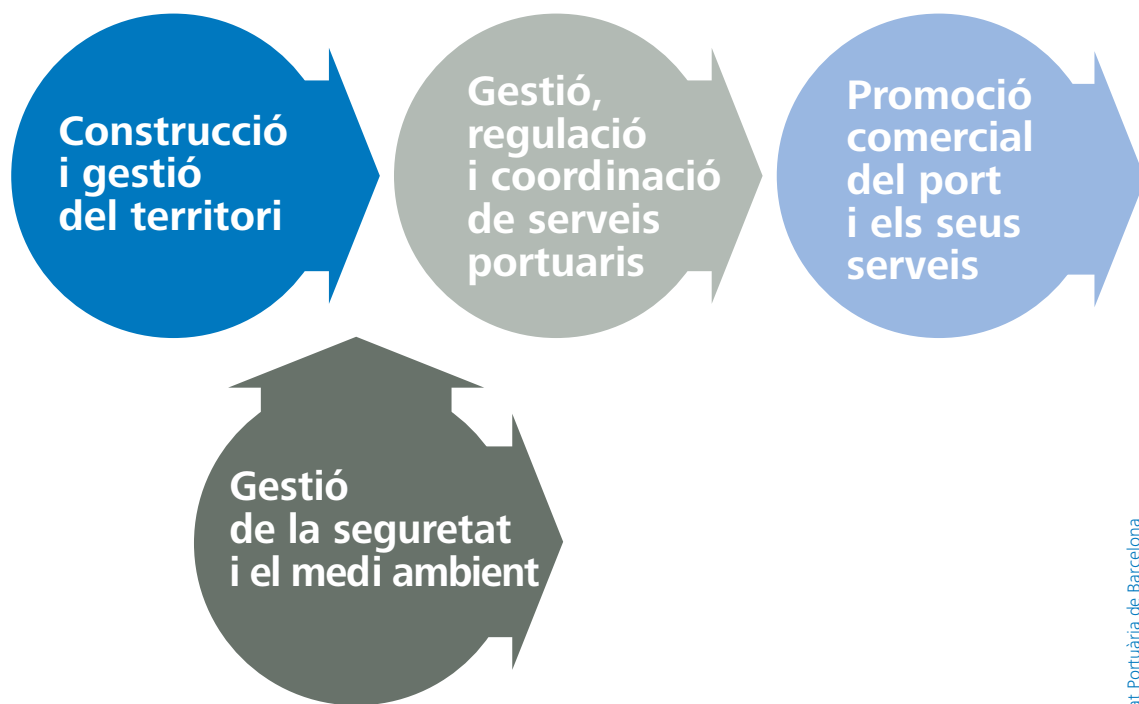 Construcció
i gestió
del territori
Gestió,
regulació
i coordinació
de serveis
portuaris
Promoció
comercial
del port
i els seus
serveis
Gestió
de la seguretat
i el medi ambient
Portuària de Barcelona